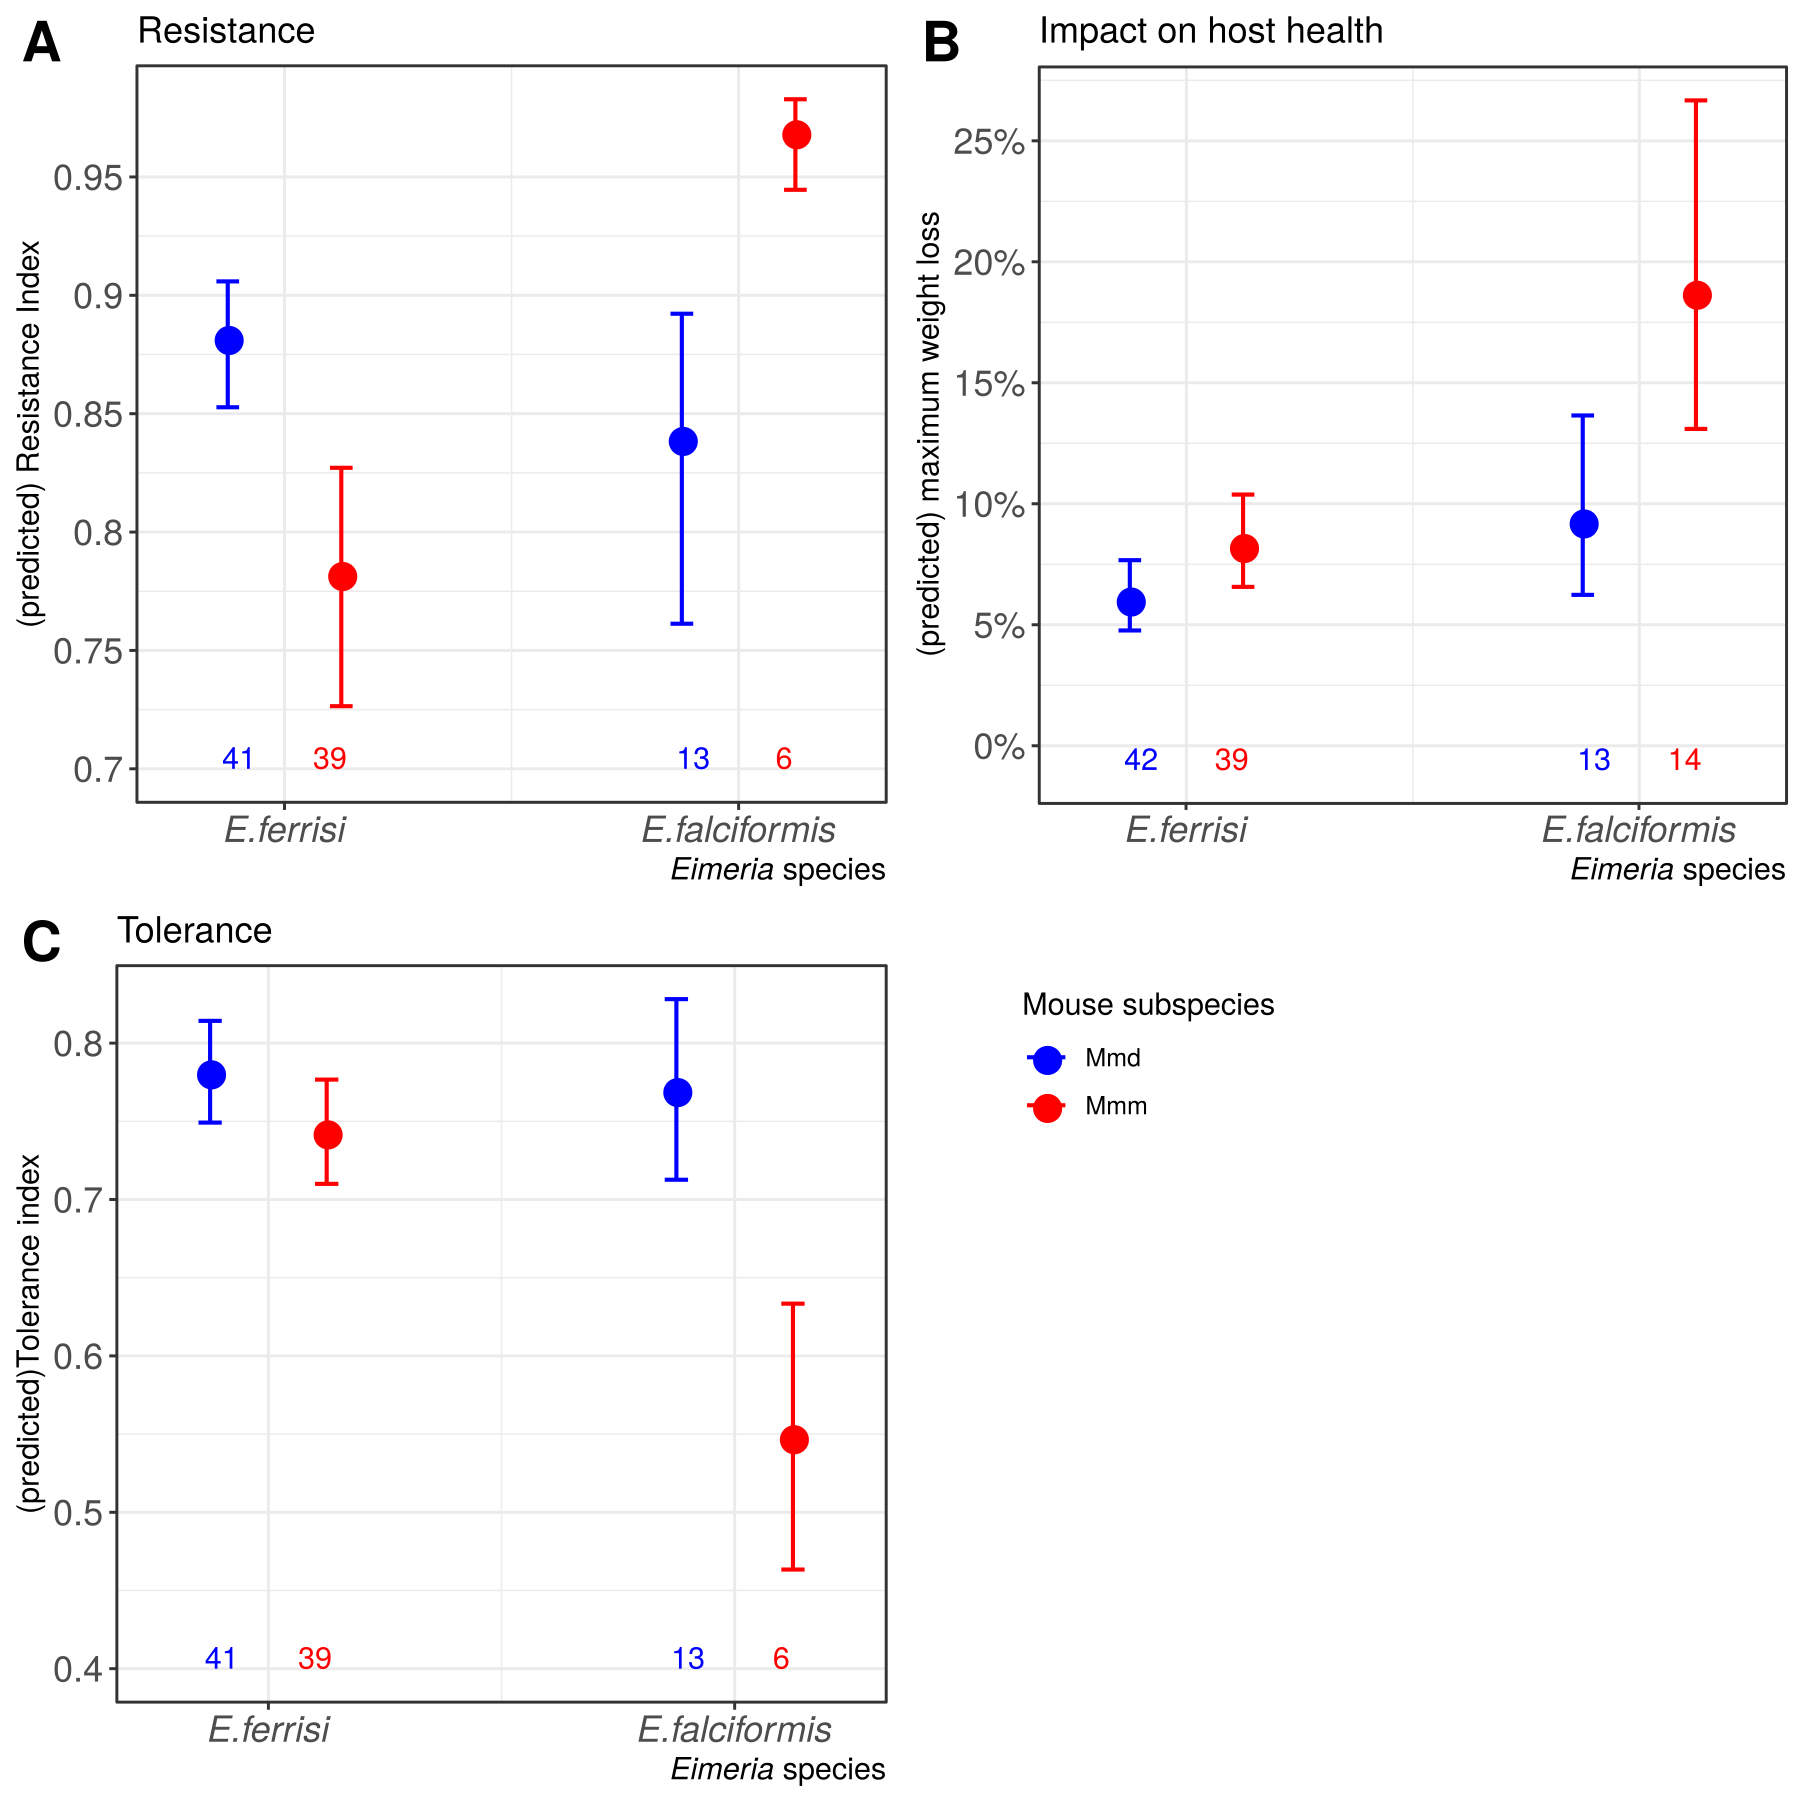 A Resistance
(predicted) Resistance Index
0.95
0.9
0.85
0.8
0.75
0.7
41 39 13 6
E.ferrisi E.falciformis
Eimeria species
B Impact on host health
(predicted) maximum weight loss
25%
20%
15%
10%
5%
0%
42 39 13 14
E.ferrisi E.falciformis
Eimeria species
C Tolerance
(predicted)Tolerance index
0.8
0.7
0.6
0.5
0.4
41 39 13 6
E.ferrisi E.falciformis
Eimeria species
Mouse subspecies
Mmd
Mmm